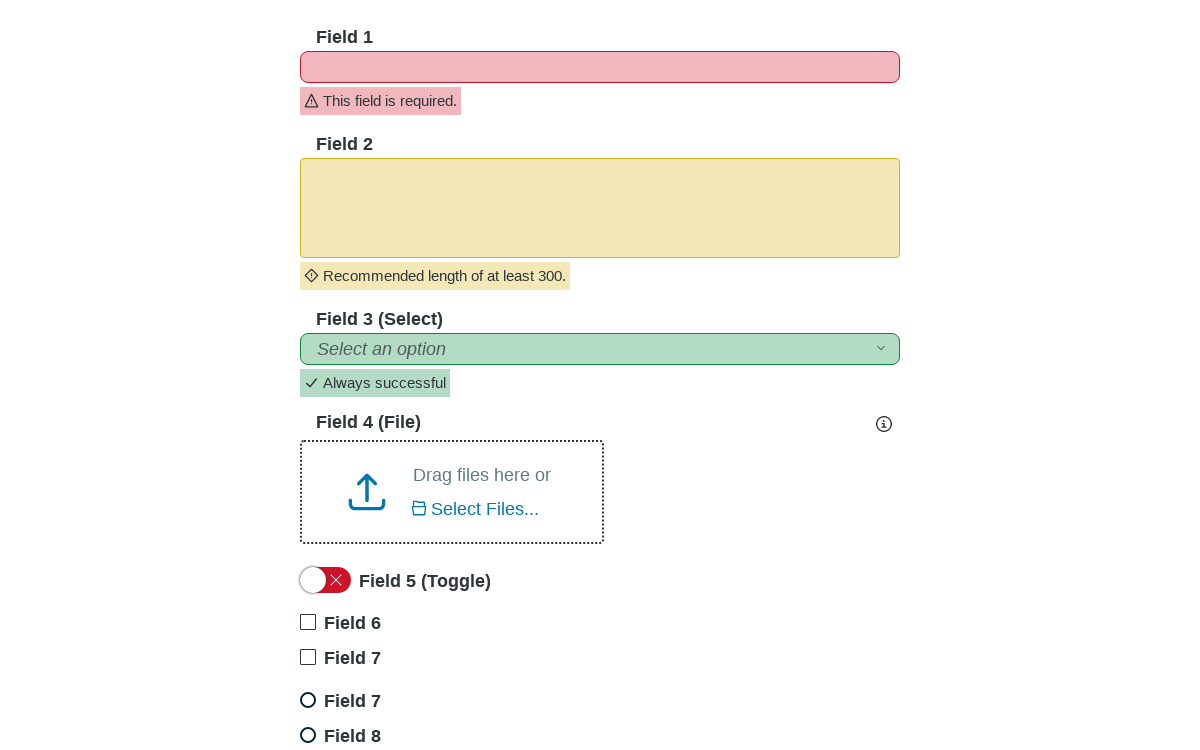 Field 1
This field is required.
Field 2
Recommended length of at least 300.
Field 3 (Select)
Select an option
Always successful
Field 4 (File)
Drag files here or
Select Files...
Field 5 (Toggle)
Field 6
Field 7
Field 7
Field 8